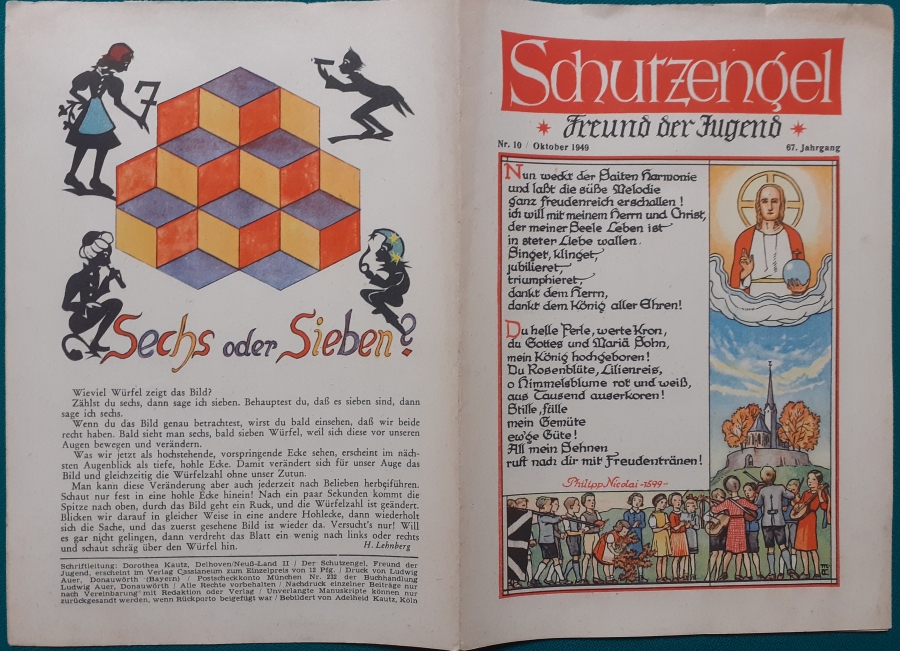 7
Sechs oder Sieben?
Wieviel Würfel zeigt das Bild?
Zählst du sechs, dann sage ich sieben. Behauptest du, daß es sieben sind, dann
sage ich sechs.
Wenn du das Bild genau betrachtest, wirst du bald einsehen, daß wir beide
recht haben. Bald sieht man sechs, bald sieben Würfel, weil sich diese vor unseren
Augen bewegen und verändern.
Was wir jetzt als hochstehende, vorspringende Ecke sehen, erscheint im näch-
sten Augenblick als tiefe, hohle Ecke. Damit verändert sich für unser Auge das
Bild und gleichzeitig die Würfelzahl ohne unser Zutun.
Man kann diese Veränderung aber auch jederzeit nach Belieben herbeiführen.
Schaut nur fest in eine hohle Ecke hinein! Nach ein paar Sekunden kommt die
Spitze nach oben, durch das Bild geht ein Ruck, und die Würfelzahl ist geändert.
Blicken wir darauf in gleicher Weise in eine andere Hohlecke, dann wiederholt
sich die Sache, und das zuerst gesehene Bild ist wieder da. Versucht's nur! Will
es gar nicht gelingen, dann verdreht das Blatt ein wenig nach links oder rechts
und schaut schräg über den Würfel hin. H. Lehnberg
Schriftleitung: Dorothea Kautz, Delhoven/Neuß-Land II / Der Schutzengel, Freund der
Jugend, erscheint im Verlag Cassianeum zum Einzelpreis von 12 Pfg. / Druck von Ludwig
Auer, Donauwörth (Bayern) / Postscheckkonto München Nr. 212 der Buchhandlung
Ludwig Auer, Donauwörth / Alle Rechte vorbehalten / Nachdruck einzelner Beiträge nur
nach Vereinbarung mit Redaktion oder Verlag / Unverlangte Manuskripte können nur
zurückgesandt werden, wenn Rückporto beigefügt war / Bebildert von Adelheid Kautz, Köln
Schutzengel
Freund der Jugend
Nr. 10 / Oktober 1949 67. Jahrgang
Nun weckt der Saiten Harmonie
und laßt die süße Melodie
ganz freudenreich erschallen!
ich will mit meinem Herrn und Christ,
der meiner Seele Leben ist
in steter Liebe wallen.
Singet, klinget,
jubilieret,
triumphieret,
dankt dem Herrn,
dankt dem König aller Ehren!
Du helle Perle, werte Kron,
du Gottes und Mariä Sohn,
mein König hochgeboren!
Du Rosenblüte, Lilienreis,
o Himmelsblume rot und weiß,
aus Tausend auserkoren!
Stille, fülle
mein Gemüte
ew'ge Güte!
All mein Sehnen
ruft nach dir mit Freudentränen!
Philipp Nicolai -1599-